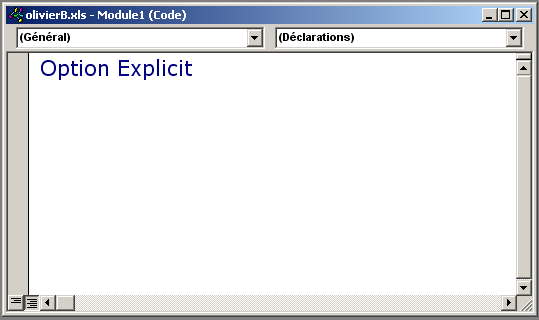 olivierB.xls - Module1 (Code)
(Général) (Déclarations)
Option Explicit